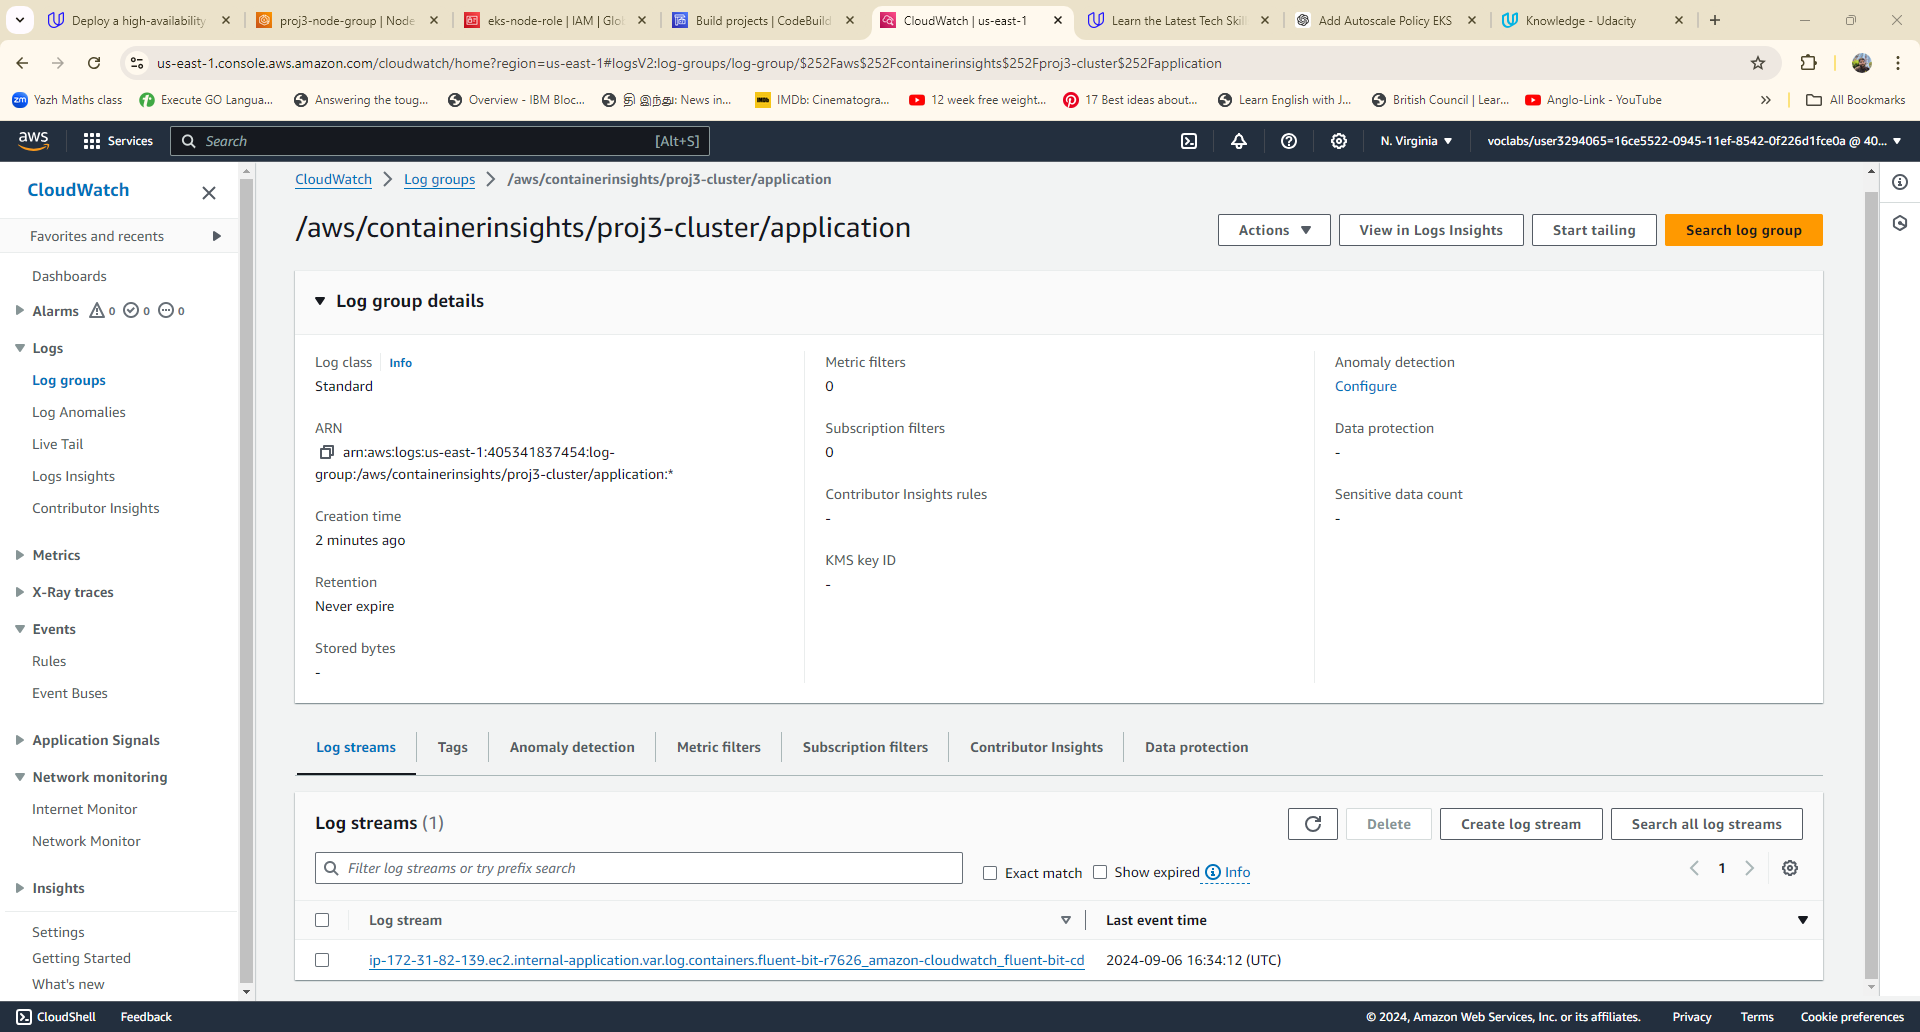 Deploy a high-availability
proj3-node-group | Node
eks-node-role | IAM | Glo
Build projects | CodeBuild
CloudWatch | us-east-1
Learn the Latest Tech Skil
Add Autoscale Policy EKS
Knowledge - Udacity
us-east-1.console.aws.amazon.com/cloudwatch/home?region=us-east-1#logsV2:log-groups/log-group/$252Faws$252Fcontainerinsights$252Fproj3-cluster$252Fapplication
zm Yazh Maths class
Execute GO Langua...
Answering the toug...
Overview - IBM Bloc...
தி இந்து: News in...
IMDb: Cinematogra...
12 week free weight...
17 Best ideas about...
Learn English with J...
British Council | Lear...
Anglo-Link - YouTube
All Bookmarks
aws
Services
Search
[Alt+S]
N. Virginia
voclabs/user3294065=16ce5522-0945-11ef-8542-0f226d1fce0a @ 40...
CloudWatch
Favorites and recents
Dashboards
Alarms 0 0 0
Logs
Log groups
Log Anomalies
Live Tail
Logs Insights
Contributor Insights
Metrics
X-Ray traces
Events
Rules
Event Buses
Application Signals
Network monitoring
Internet Monitor
Network Monitor
Insights
Settings
Getting Started
What's new
CloudWatch
Log groups
/aws/containerinsights/proj3-cluster/application
/aws/containerinsights/proj3-cluster/application
Actions
View in Logs Insights
Start tailing
Search log group
Log group details
Log class
Info
Standard
ARN
arn:aws:logs:us-east-1:405341837454:log-
group:/aws/containerinsights/proj3-cluster/application:*
Creation time
2 minutes ago
Retention
Never expire
Stored bytes
-
Metric filters
0
Subscription filters
0
Contributor Insights rules
-
KMS key ID
-
Anomaly detection
Configure
Data protection
-
Sensitive data count
-
Log streams
Tags
Anomaly detection
Metric filters
Subscription filters
Contributor Insights
Data protection
Log streams (1)
Delete
Create log stream
Search all log streams
Filter log streams or try prefix search
Exact match
Show expired
Info
1
Log stream
Last event time
ip-172-31-82-139.ec2.internal-application.var.log.containers.fluent-bit-r7626_amazon-cloudwatch_fluent-bit-cd
2024-09-06 16:34:12 (UTC)
CloudShell
Feedback
© 2024, Amazon Web Services, Inc. or its affiliates.
Privacy
Terms
Cookie preferences